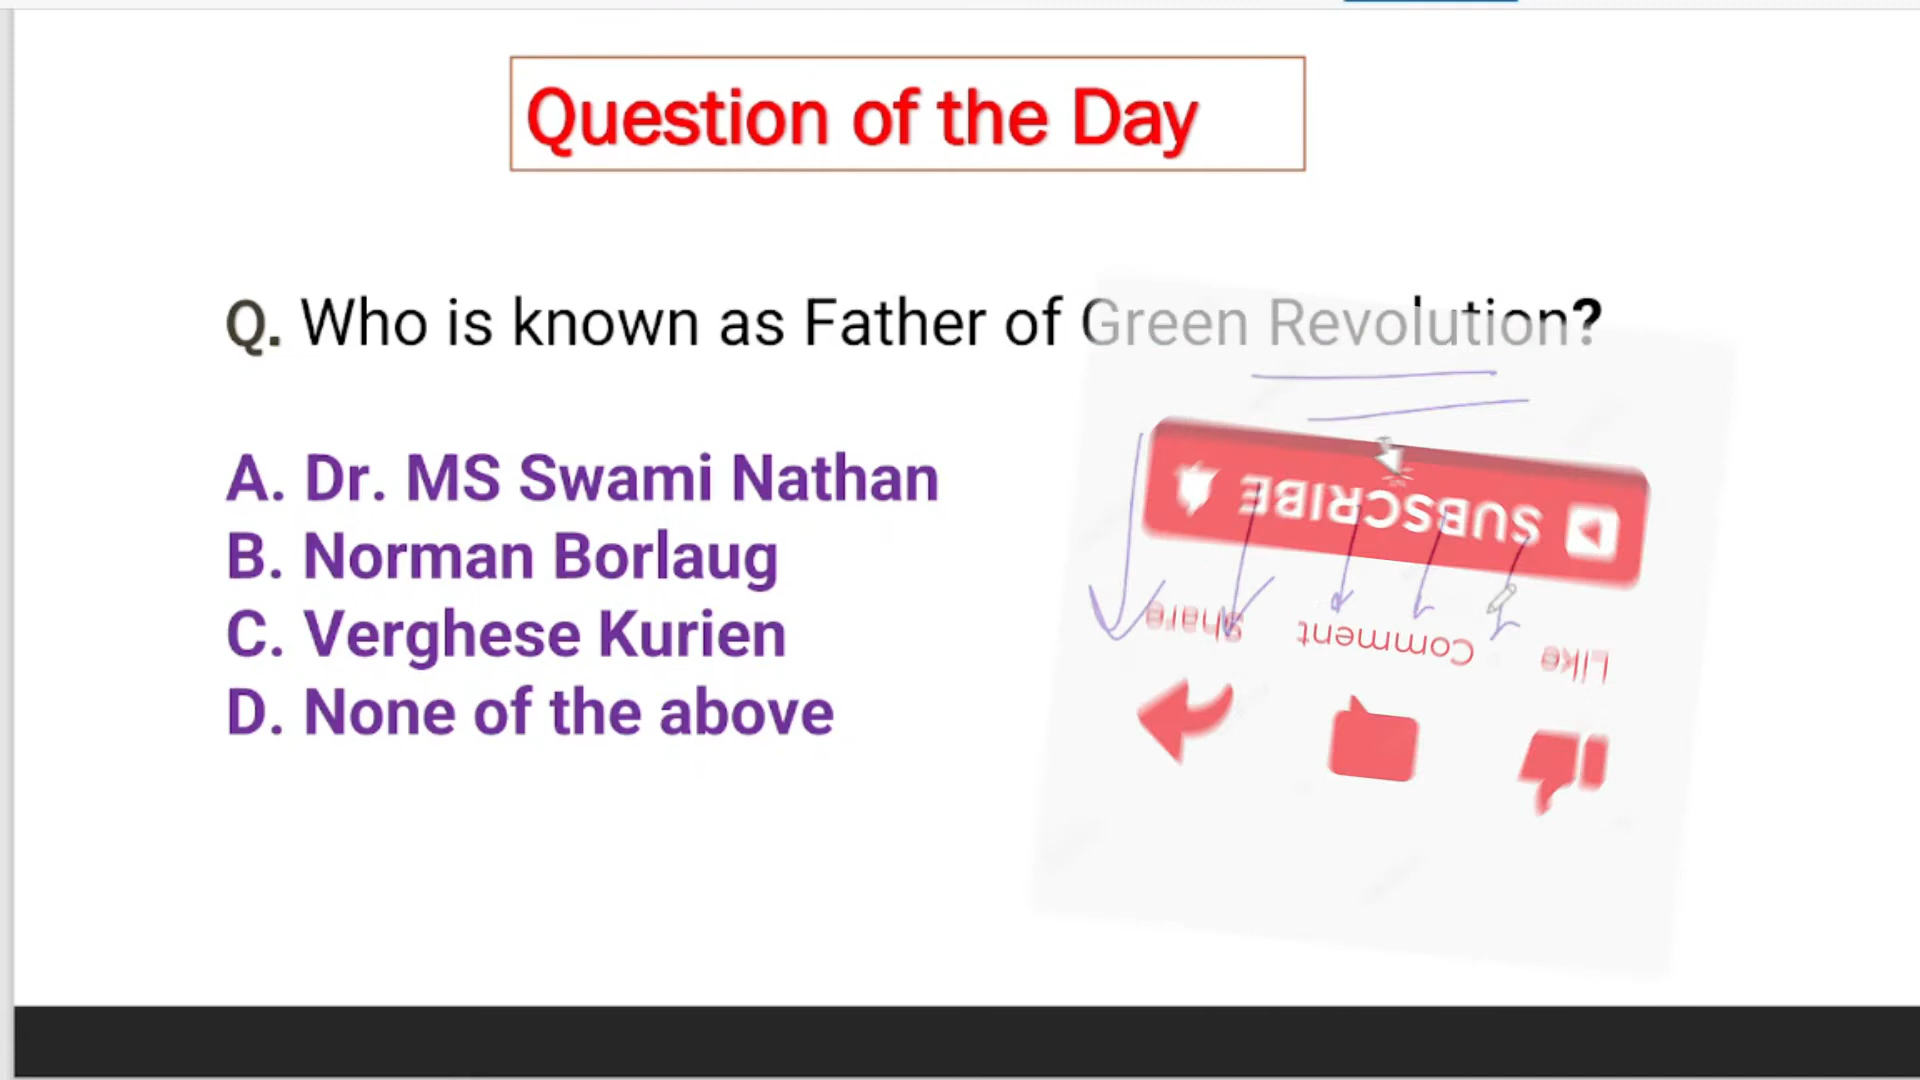 Question of the Day
Q. Who is known as Father of Green Revolution?
A. Dr. MS Swami Nathan
B. Norman Borlaug
C. Verghese Kurien
D. None of the above
SUBSCRIBE
Like Comment Share